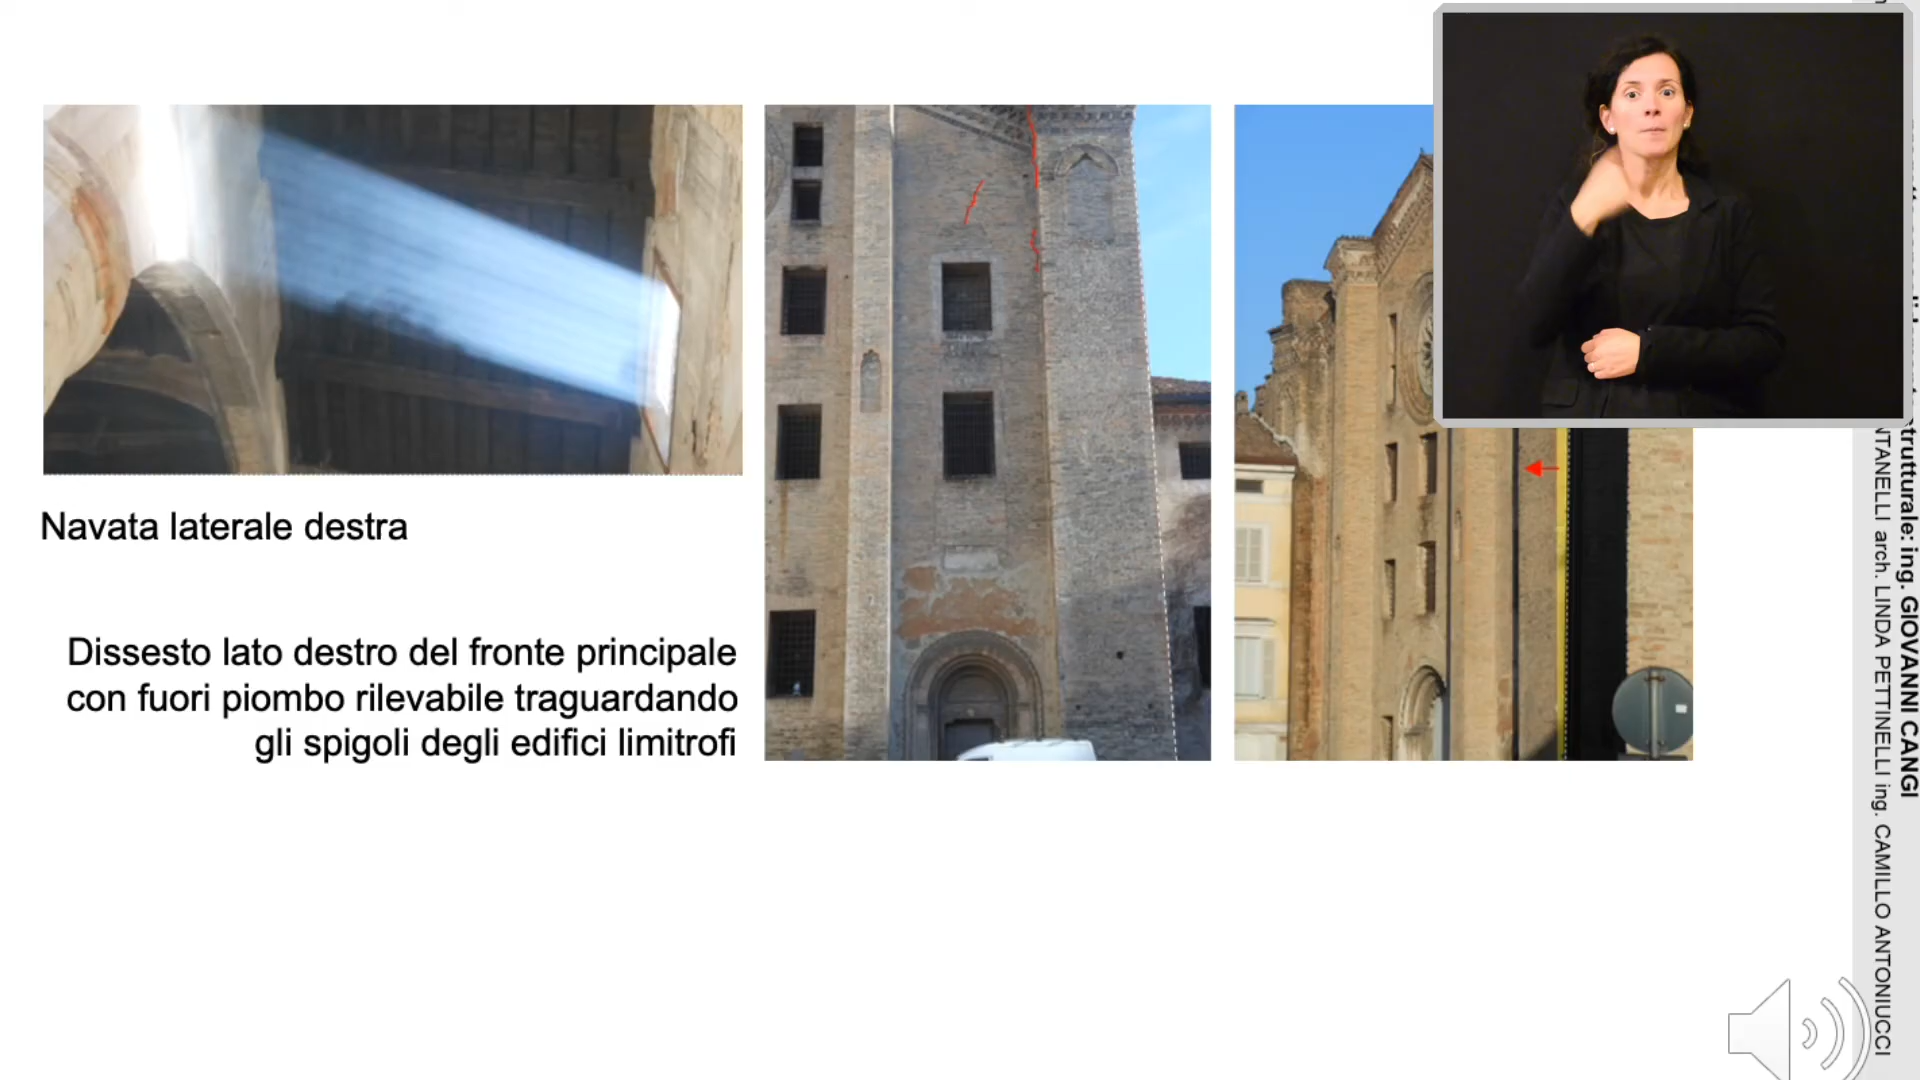 Navata laterale destra
Dissesto lato destro del fronte principale
con fuori piombo rilevabile traguardando
gli spigoli degli edifici limitrofi
strutturale: ing. GIOVANNI CANGI
NTANELLI arch. LINDA PETTINELLI ing. CAMILLO ANTONIUCCI